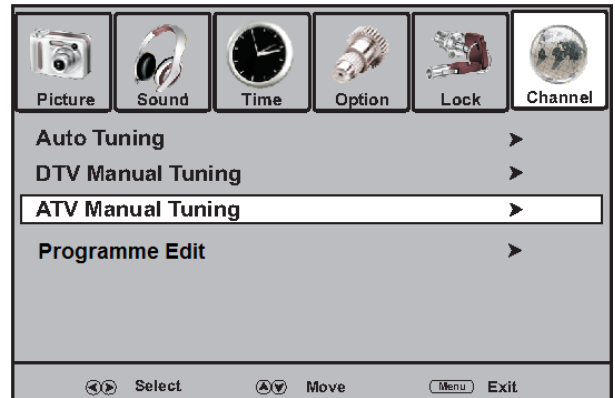 Picture Sound Time Option Lock Channel
Auto Tuning
DTV Manual Tuning
ATV Manual Tuning
Programme Edit
Select Move Menu Exit